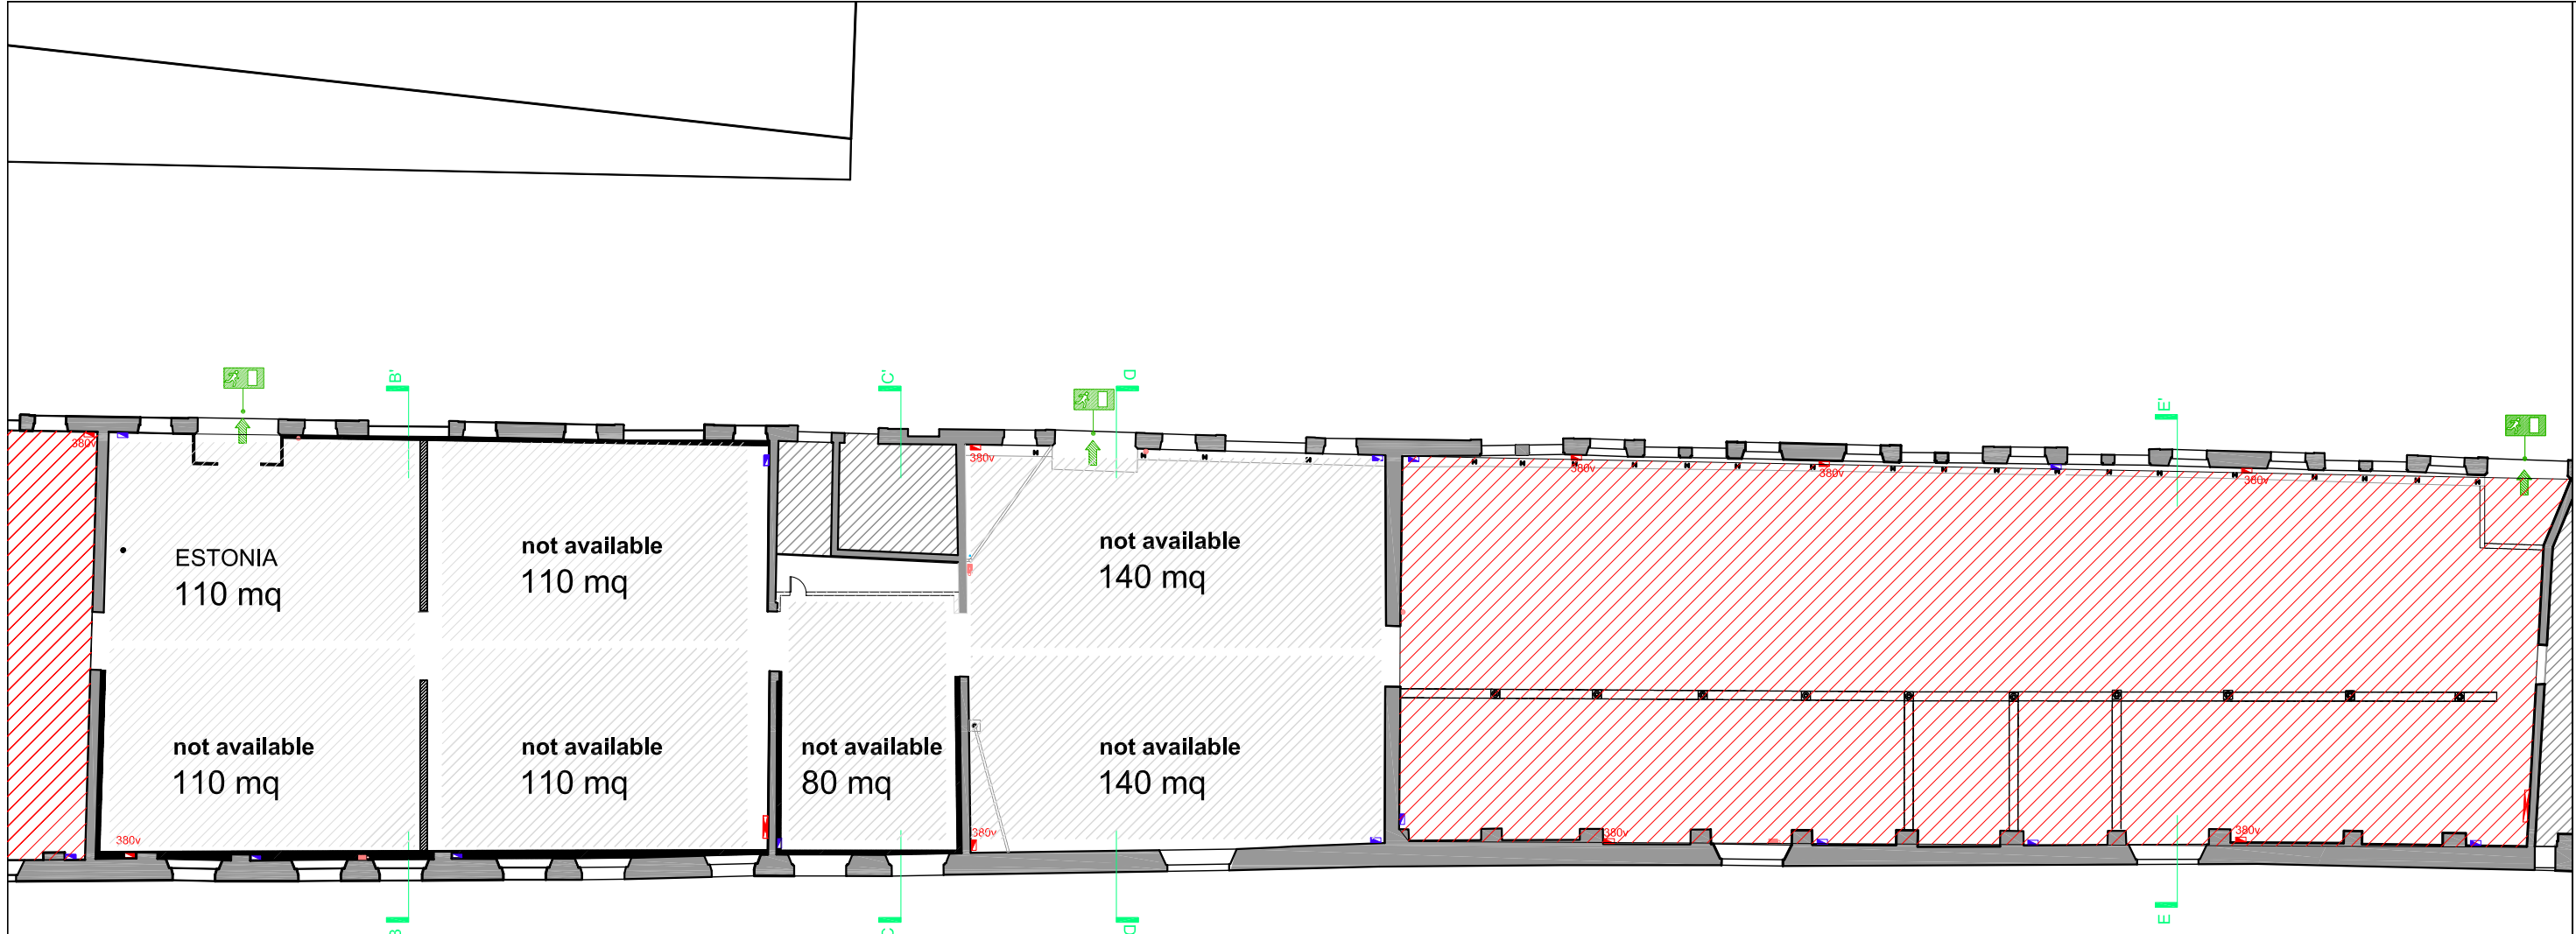 B'
C'
D
E'
380v
380v
380v
380v
380v
ESTONIA
110 mq
not available
110 mq
not available
140 mq
not available
110 mq
not available
110 mq
not available
80 mq
not available
140 mq
380v
380v
380v
380v
B
C
D'
E